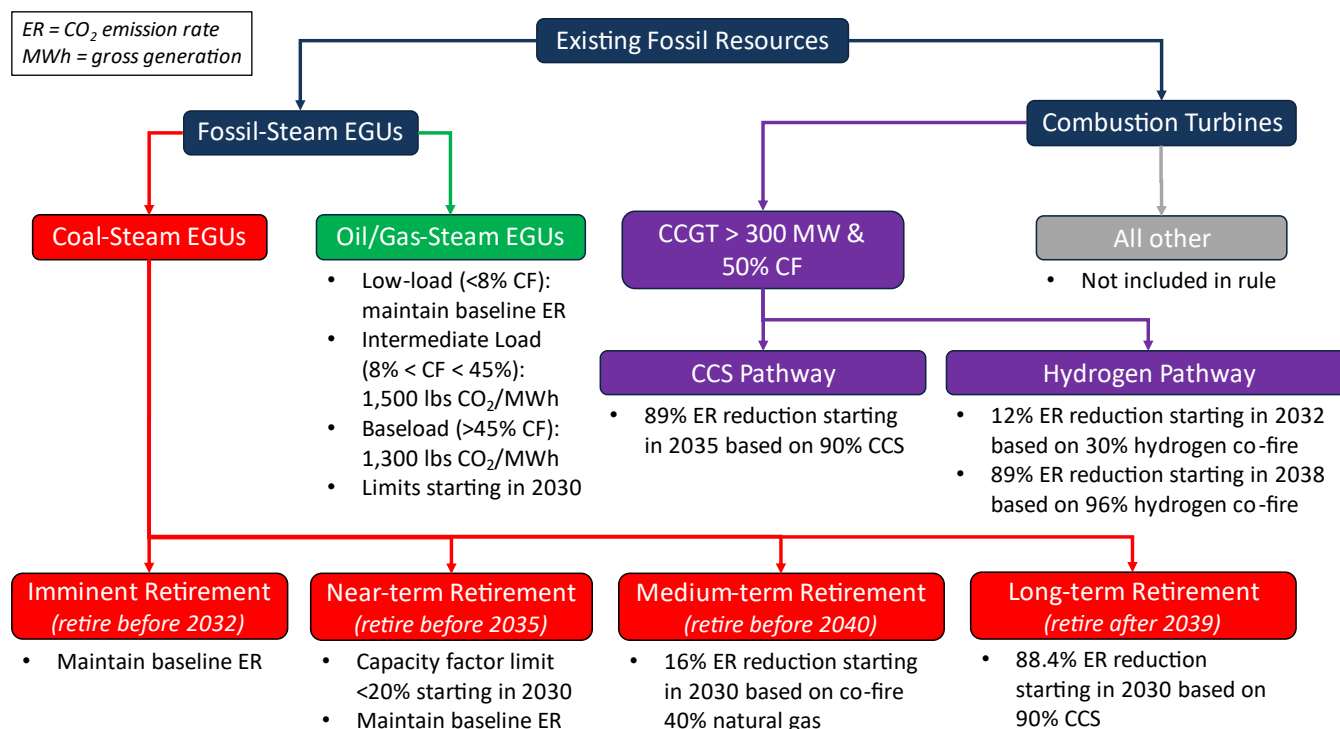 ER = CO₂ emission rate
MWh = gross generation
Existing Fossil Resources
Fossil-Steam EGUs
Combustion Turbines
Coal-Steam EGUs
Oil/Gas-Steam EGUs
• Low-load (<8% CF):
maintain baseline ER
• Intermediate Load
(8% < CF < 45%):
1,500 lbs CO₂/MWh
• Baseload (>45% CF):
1,300 lbs CO₂/MWh
• Limits starting in 2030
CCGT > 300 MW &
50% CF
All other
• Not included in rule
CCS Pathway
• 89% ER reduction starting
in 2035 based on 90% CCS
Hydrogen Pathway
• 12% ER reduction starting in 2032
based on 30% hydrogen co-fire
• 89% ER reduction starting in 2038
based on 96% hydrogen co-fire
Imminent Retirement
(retire before 2032)
• Maintain baseline ER
Near-term Retirement
(retire before 2035)
• Capacity factor limit
<20% starting in 2030
• Maintain baseline ER
Medium-term Retirement
(retire before 2040)
• 16% ER reduction starting
in 2030 based on co-fire
40% natural gas
Long-term Retirement
(retire after 2039)
• 88.4% ER reduction
starting in 2030 based on
90% CCS